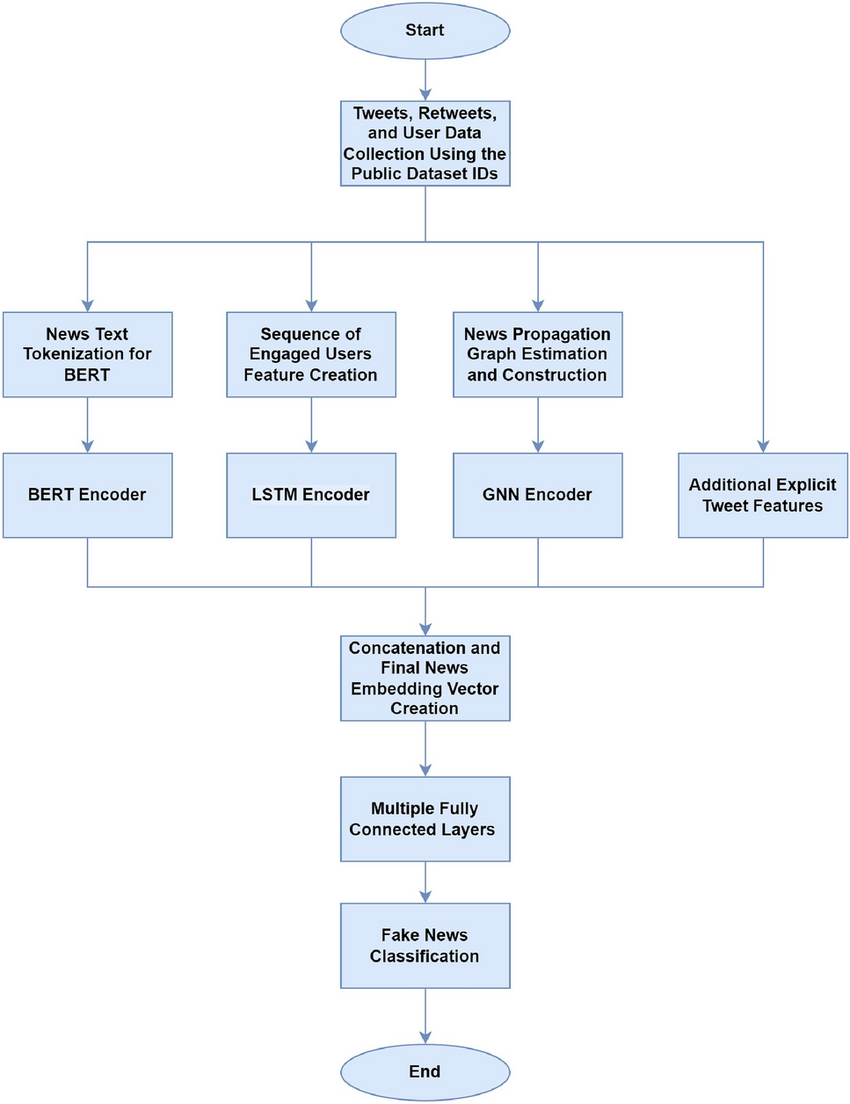 Start
Tweets, Retweets,
and User Data
Collection Using the
Public Dataset IDs
News Text
Tokenization for
BERT
Sequence of
Engaged Users
Feature Creation
News Propagation
Graph Estimation
and Construction
BERT Encoder
LSTM Encoder
GNN Encoder
Additional Explicit
Tweet Features
Concatenation and
Final News
Embedding Vector
Creation
Multiple Fully
Connected Layers
Fake News
Classification
End